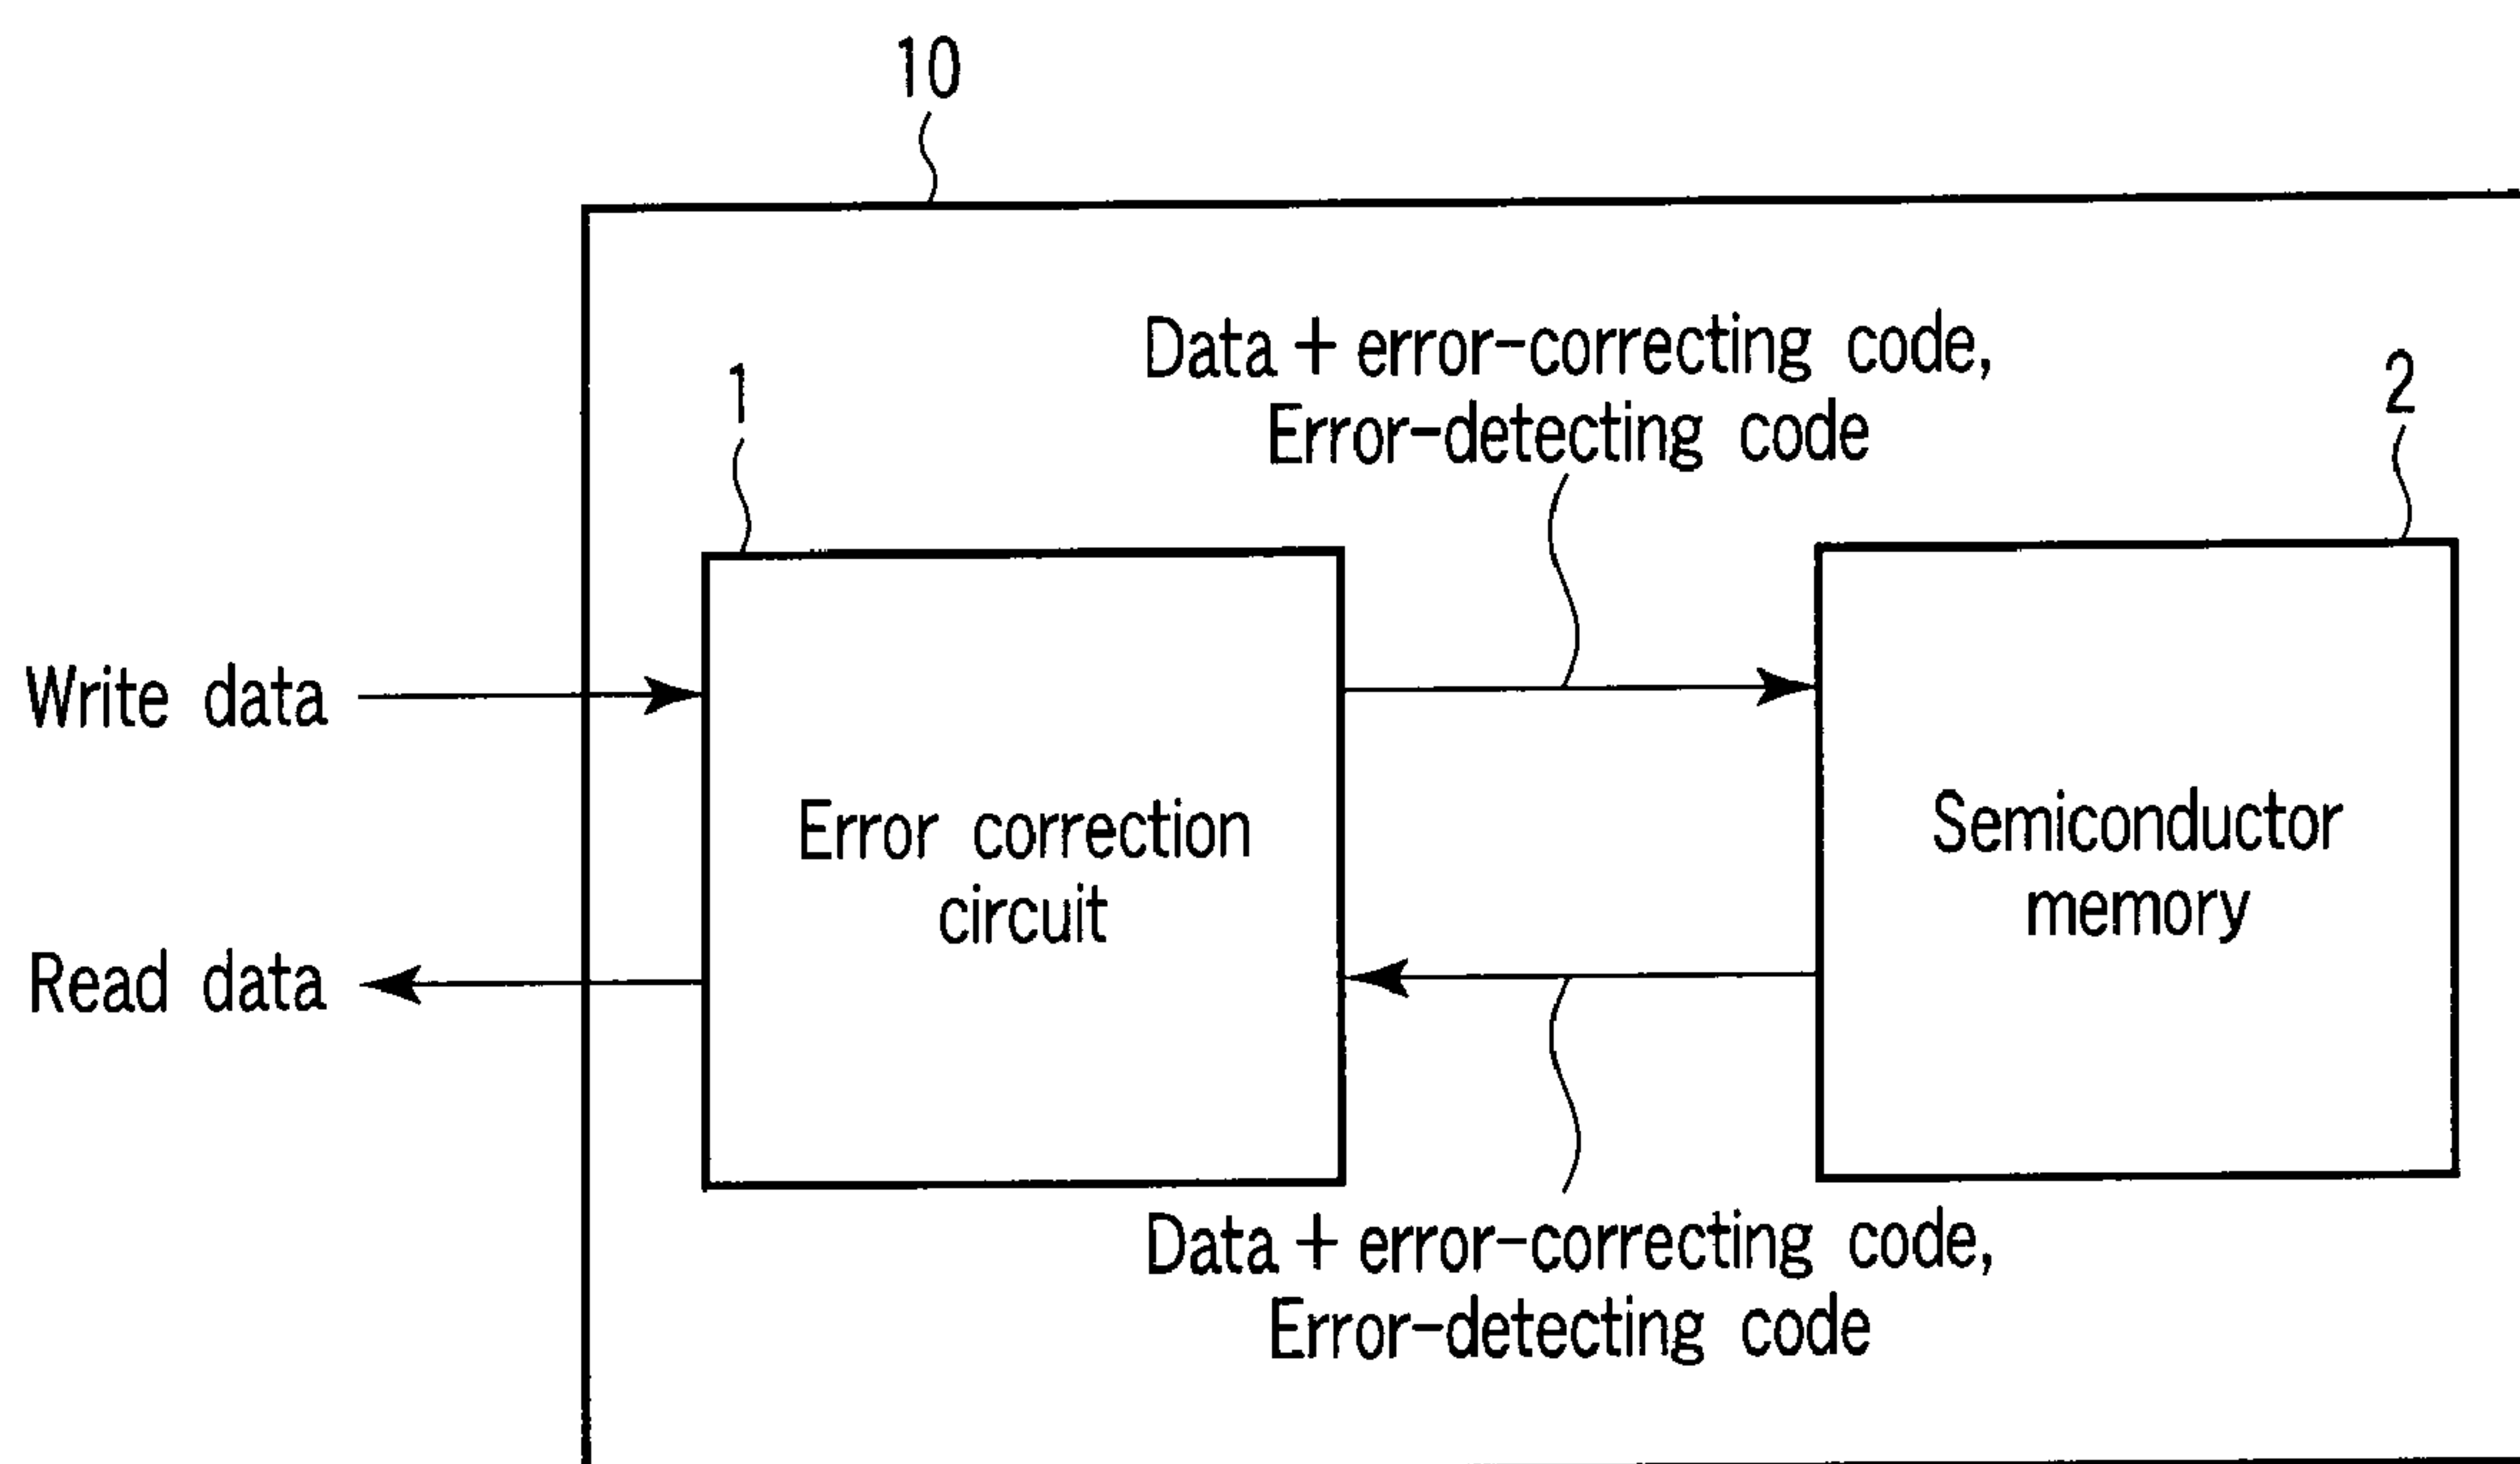 10
Data + error-correcting code,
Error-detecting code
1
2
Write data
Error correction
circuit
Semiconductor
memory
Read data
Data + error-correcting code,
Error-detecting code